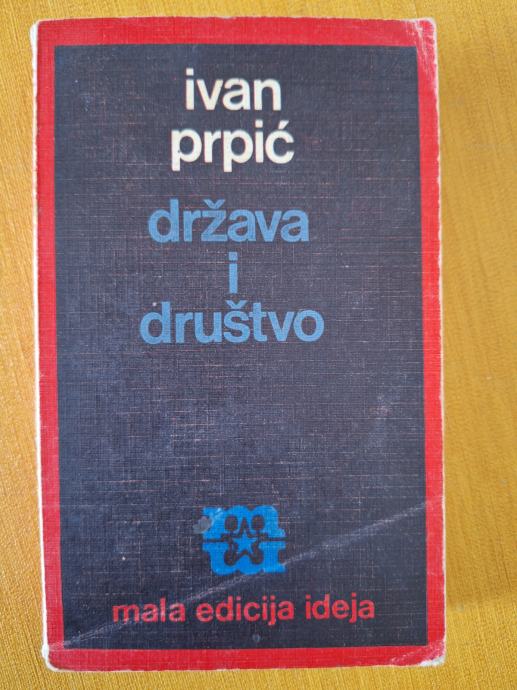 ivan
prpić
država
i
društvo
mala edicija ideja